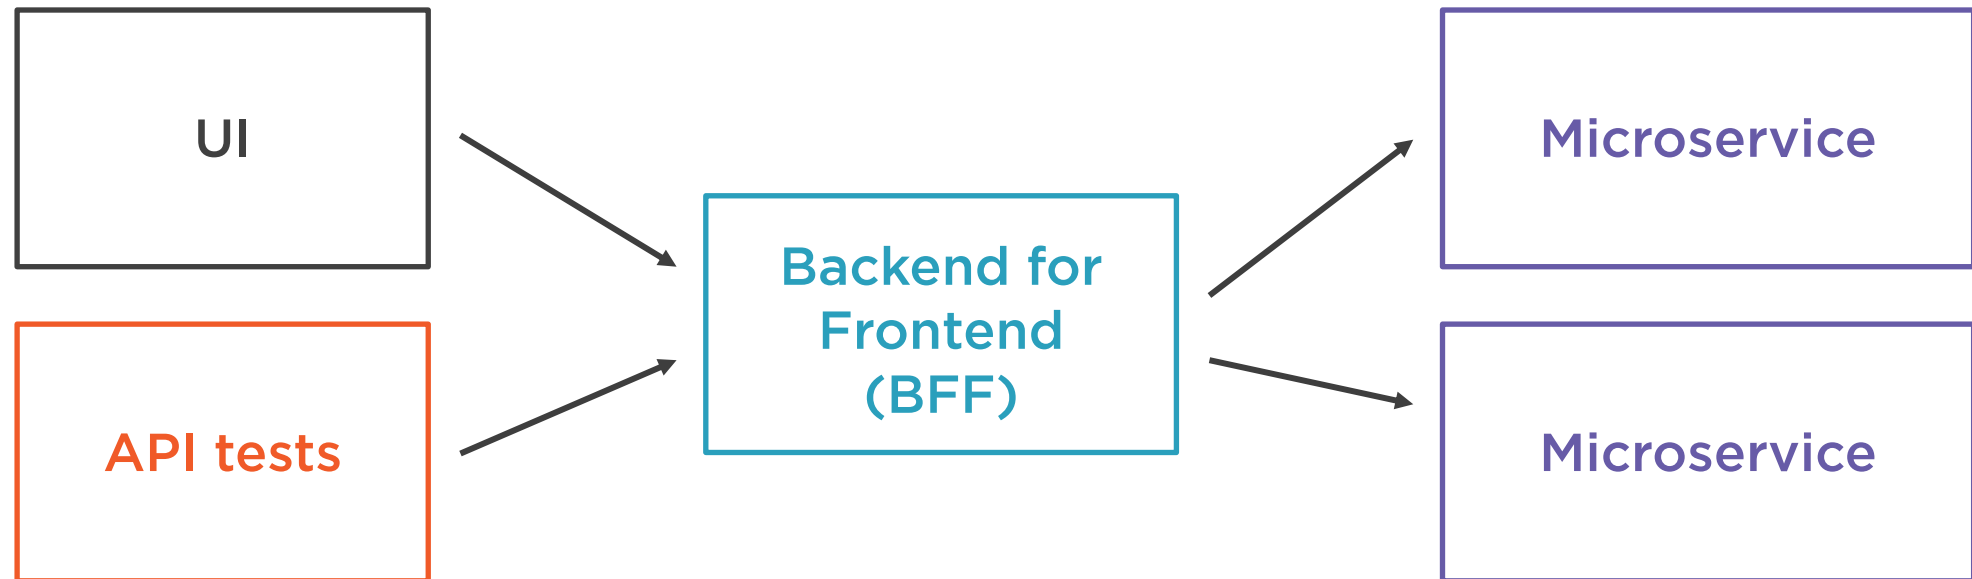 UI
API tests
Backend for
Frontend
(BFF)
Microservice
Microservice